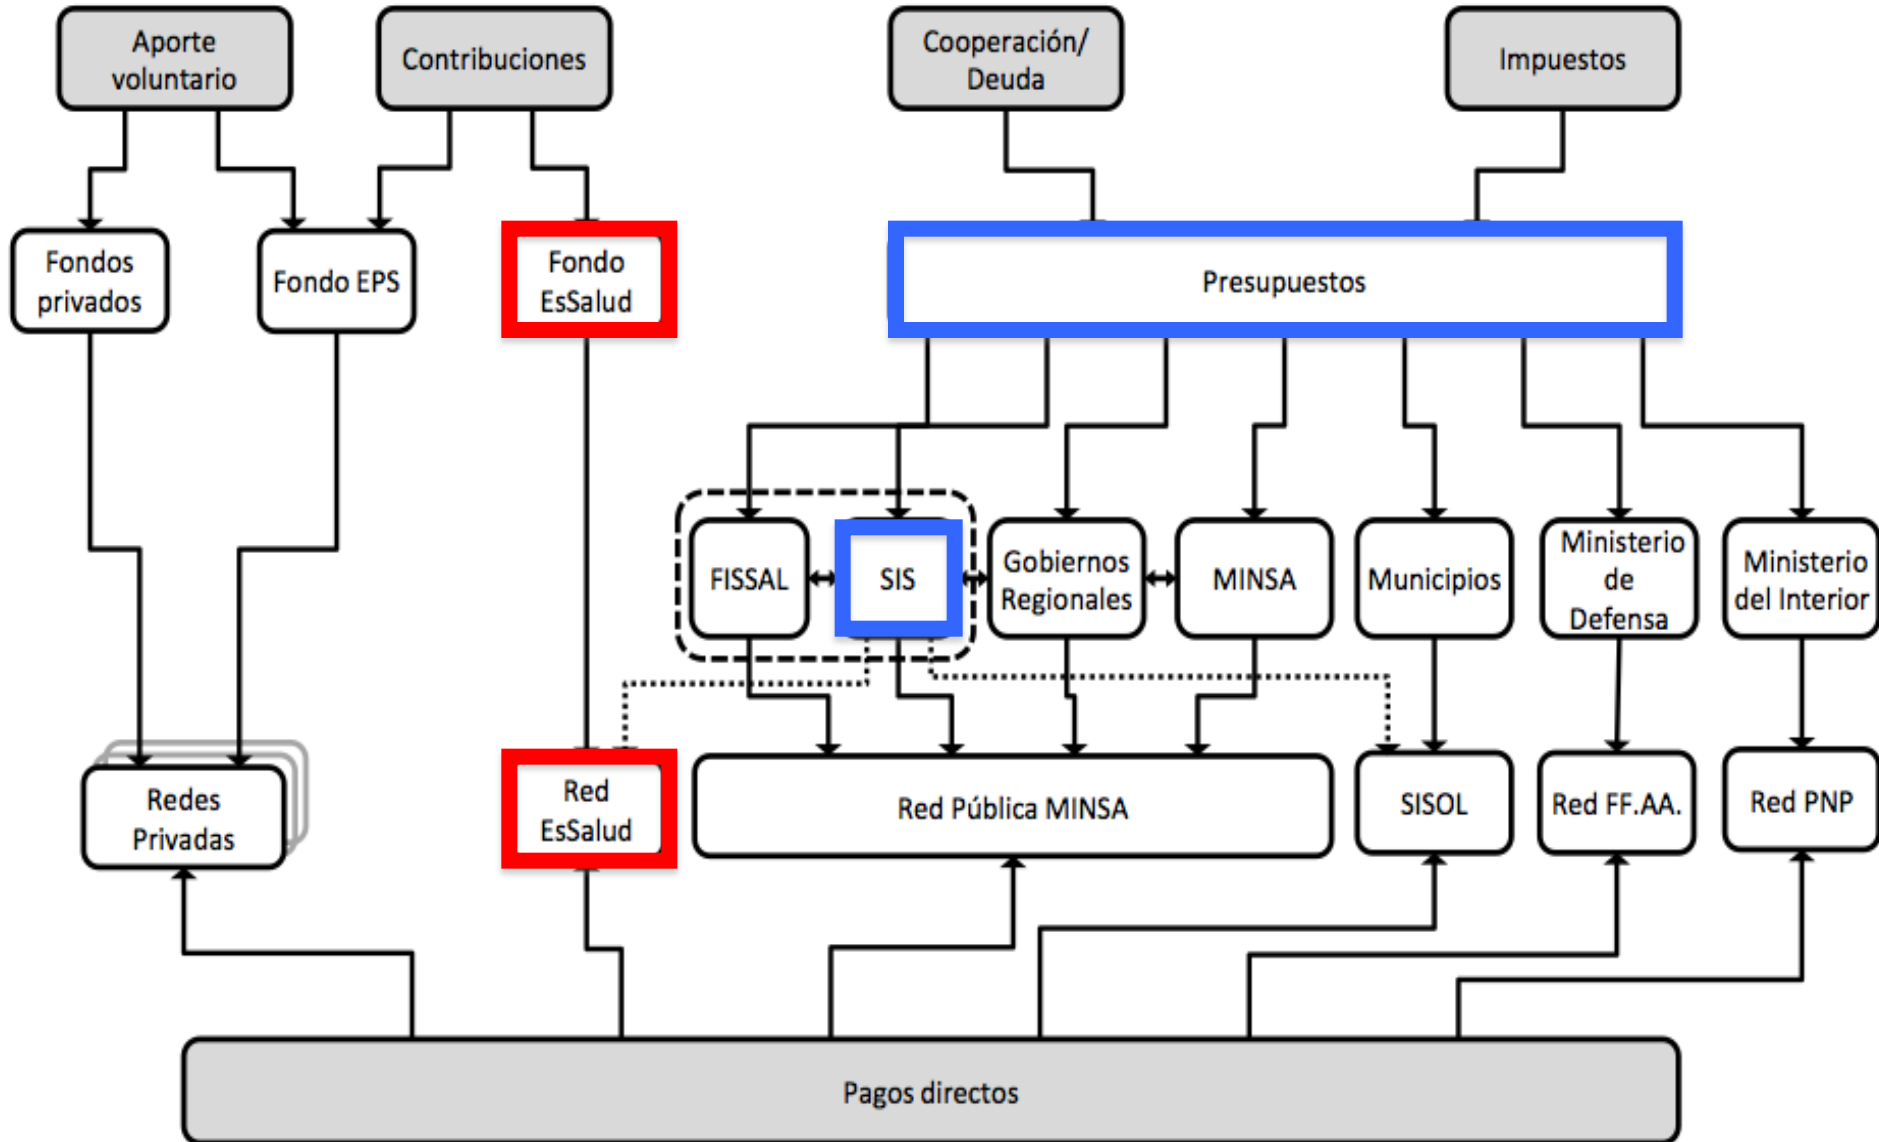 Aporte
voluntario
Contribuciones
Cooperación/
Deuda
Impuestos
Fondos
privados
Fondo EPS
Fondo
EsSalud
Presupuestos
FISSAL
SIS
Gobiernos
Regionales
MINSA
Municipios
Ministerio
de
Defensa
Ministerio
del Interior
Redes
Privadas
Red
EsSalud
Red Pública MINSA
SISOL
Red FF.AA.
Red PNP
Pagos directos